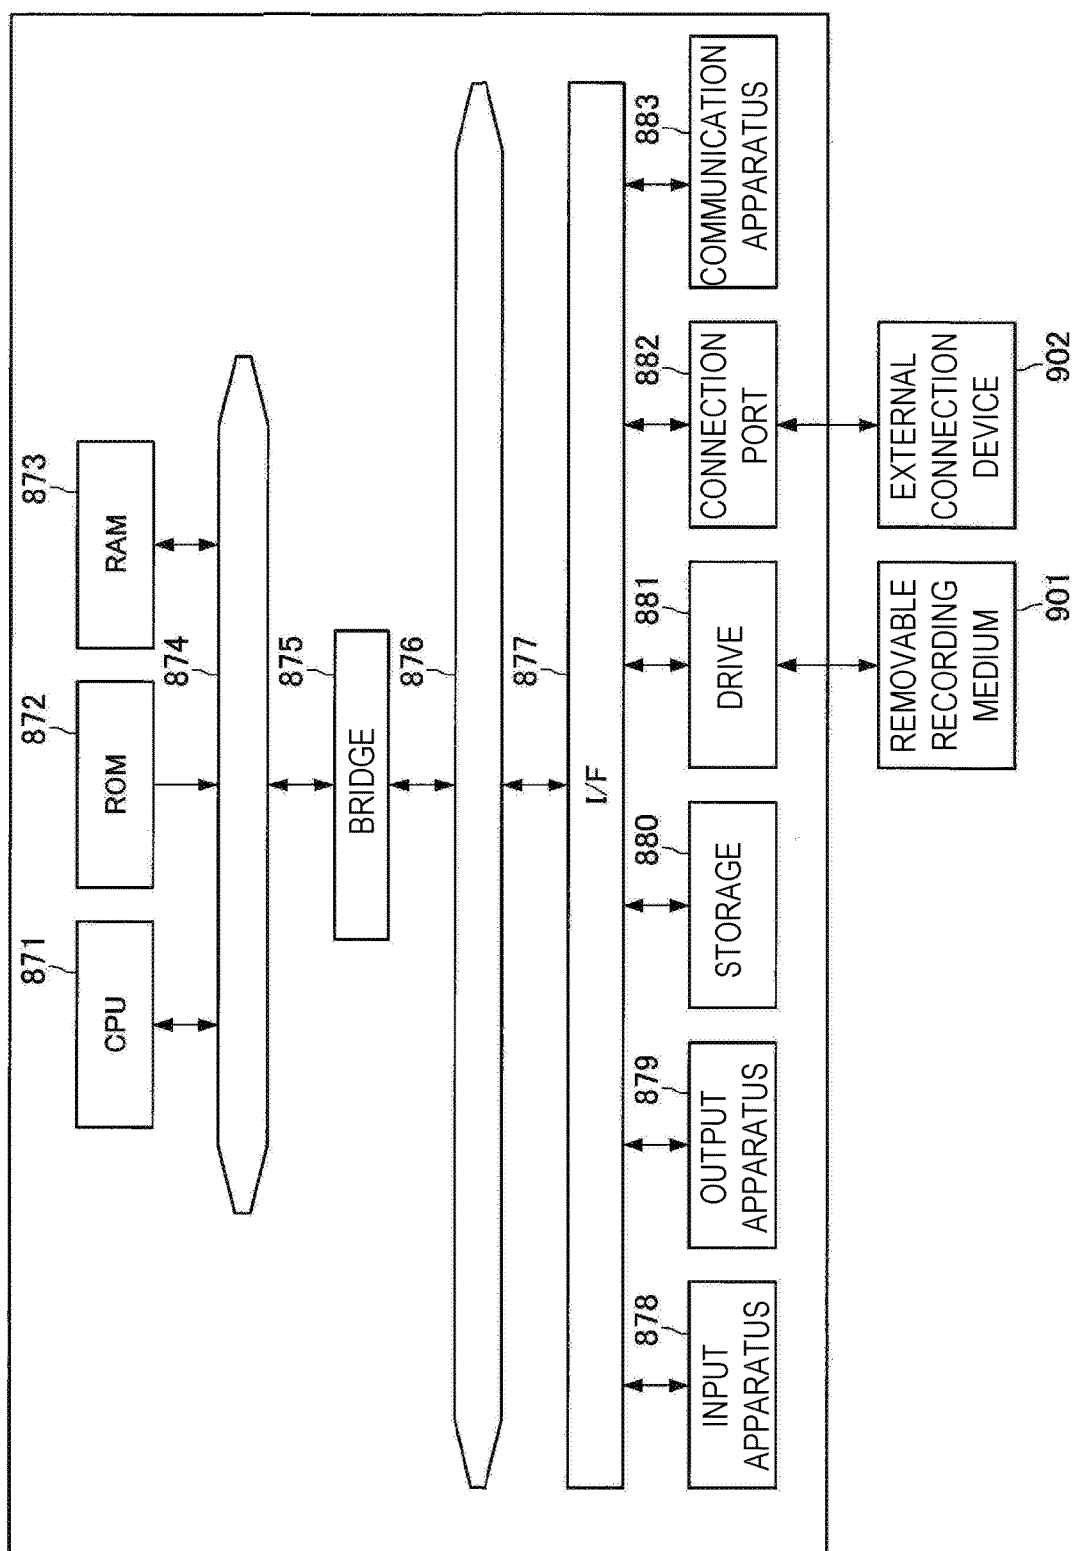 871
CPU
872
ROM
873
RAM
874
875
BRIDGE
876
877
I/F
878
INPUT
APPARATUS
879
OUTPUT
APPARATUS
880
STORAGE
881
DRIVE
882
CONNECTION
PORT
883
COMMUNICATION
APPARATUS
REMOVABLE
RECORDING
MEDIUM
901
EXTERNAL
CONNECTION
DEVICE
902